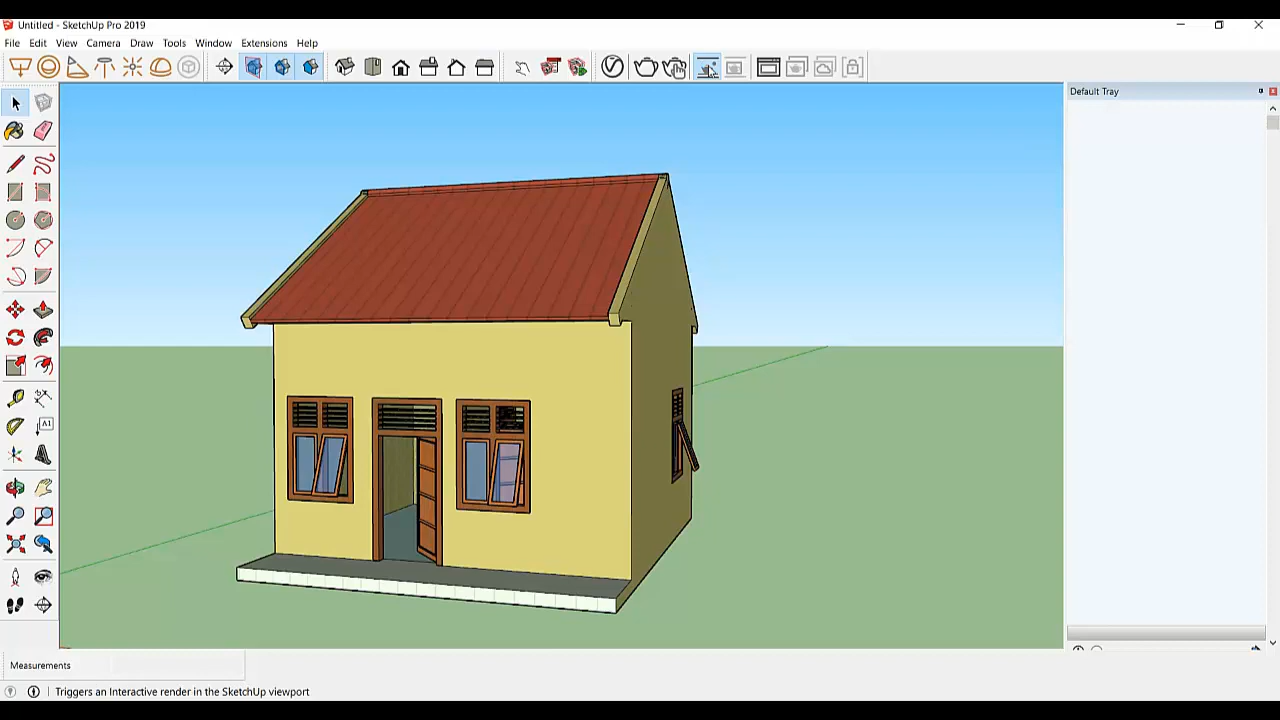 Untitled - SketchUp Pro 2019
File Edit View Camera Draw Tools Window Extensions Help
Default Tray
A1
Measurements
Triggers an Interactive render in the SketchUp viewport